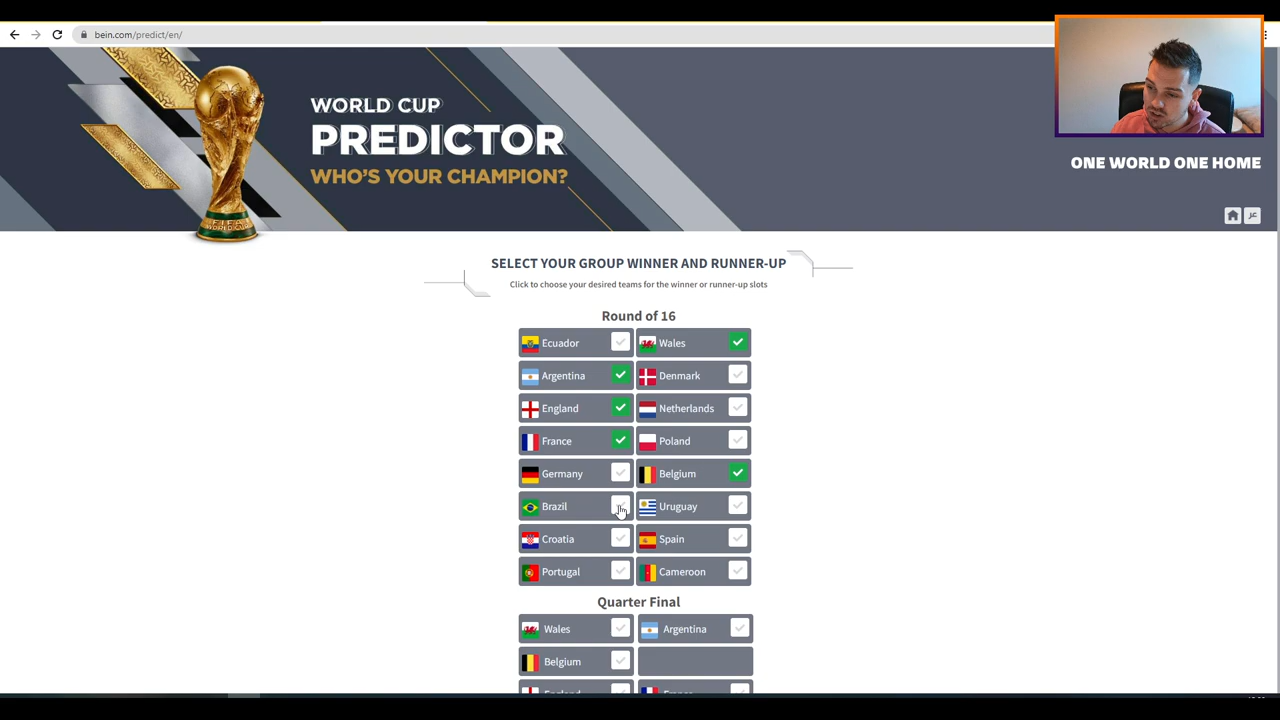 bein.com/predict/en/
WORLD CUP
PREDICTOR
WHO'S YOUR CHAMPION?
ONE WORLD ONE HOME
عر
SELECT YOUR GROUP WINNER AND RUNNER-UP
Click to choose your desired teams for the winner or runner-up slots
Round of 16
Ecuador Wales
Argentina Denmark
England Netherlands
France Poland
Germany Belgium
Brazil Uruguay
Croatia Spain
Portugal Cameroon
Quarter Final
Wales Argentina
Belgium
England France